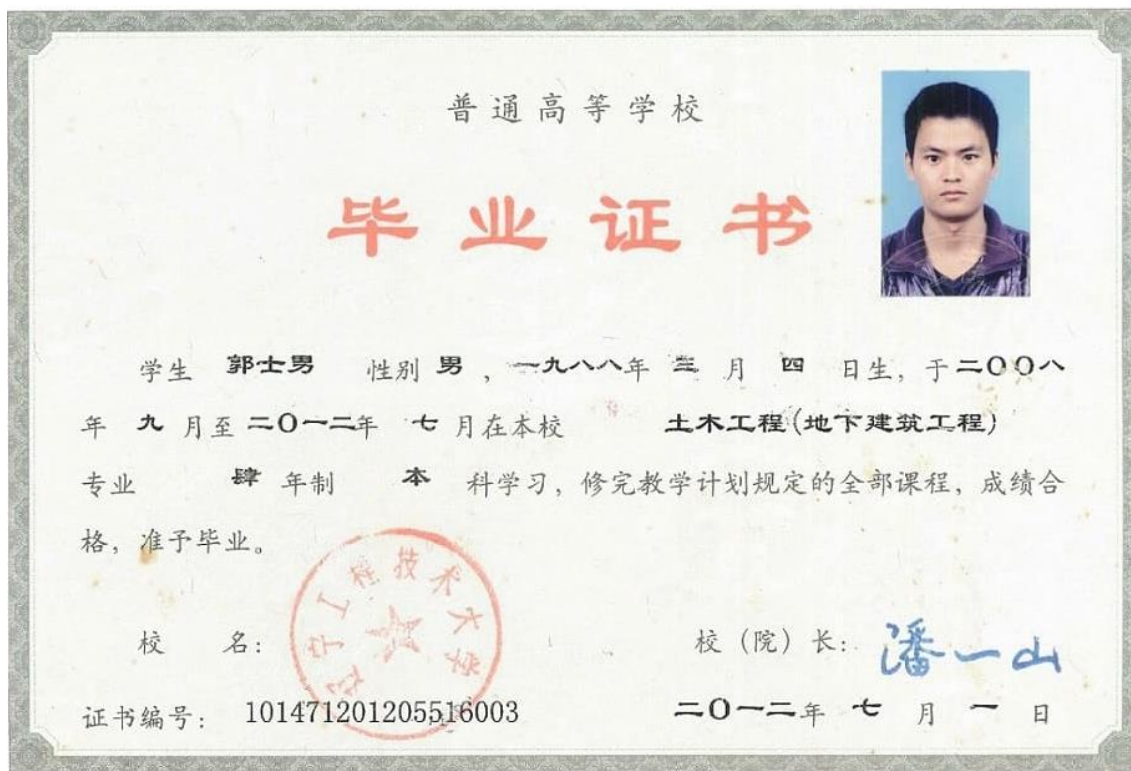 普通高等学校
毕业证书
学生 郭士男 性别 男 ,一九八八年 三 月 四 日生,于二〇〇八
年 九 月至 二〇一二年 七 月在本校 土木工程(地下建筑工程)
专业 肆 年制 本 科学习,修完教学计划规定的全部课程,成绩合
格,准予毕业。
辽宁工程技术大学
校 名: 校(院)长: 潘一山
证书编号: 101471201205516003 二〇一二年 七 月 一 日